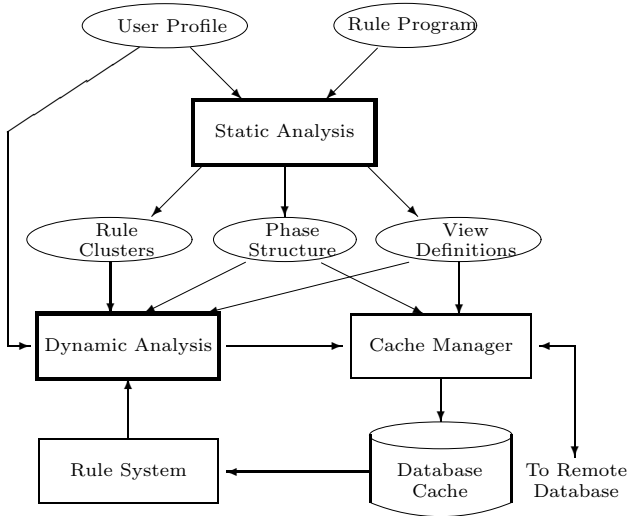 User Profile
Rule Program
Static Analysis
Rule
Clusters
Phase
Structure
View
Definitions
Dynamic Analysis
Cache Manager
Rule System
Database
Cache
To Remote
Database